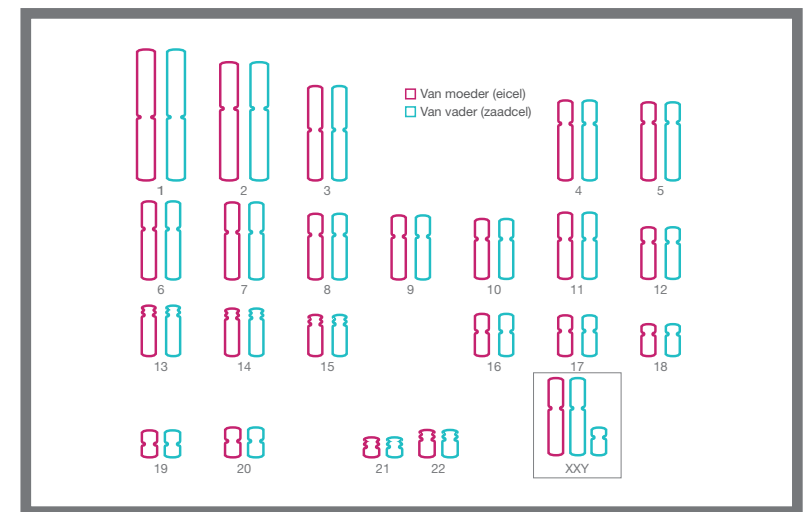 Van moeder (eicel)
Van vader (zaadcel)
1 2 3 4 5
6 7 8 9 10 11 12
13 14 15 16 17 18
19 20 21 22 XXY